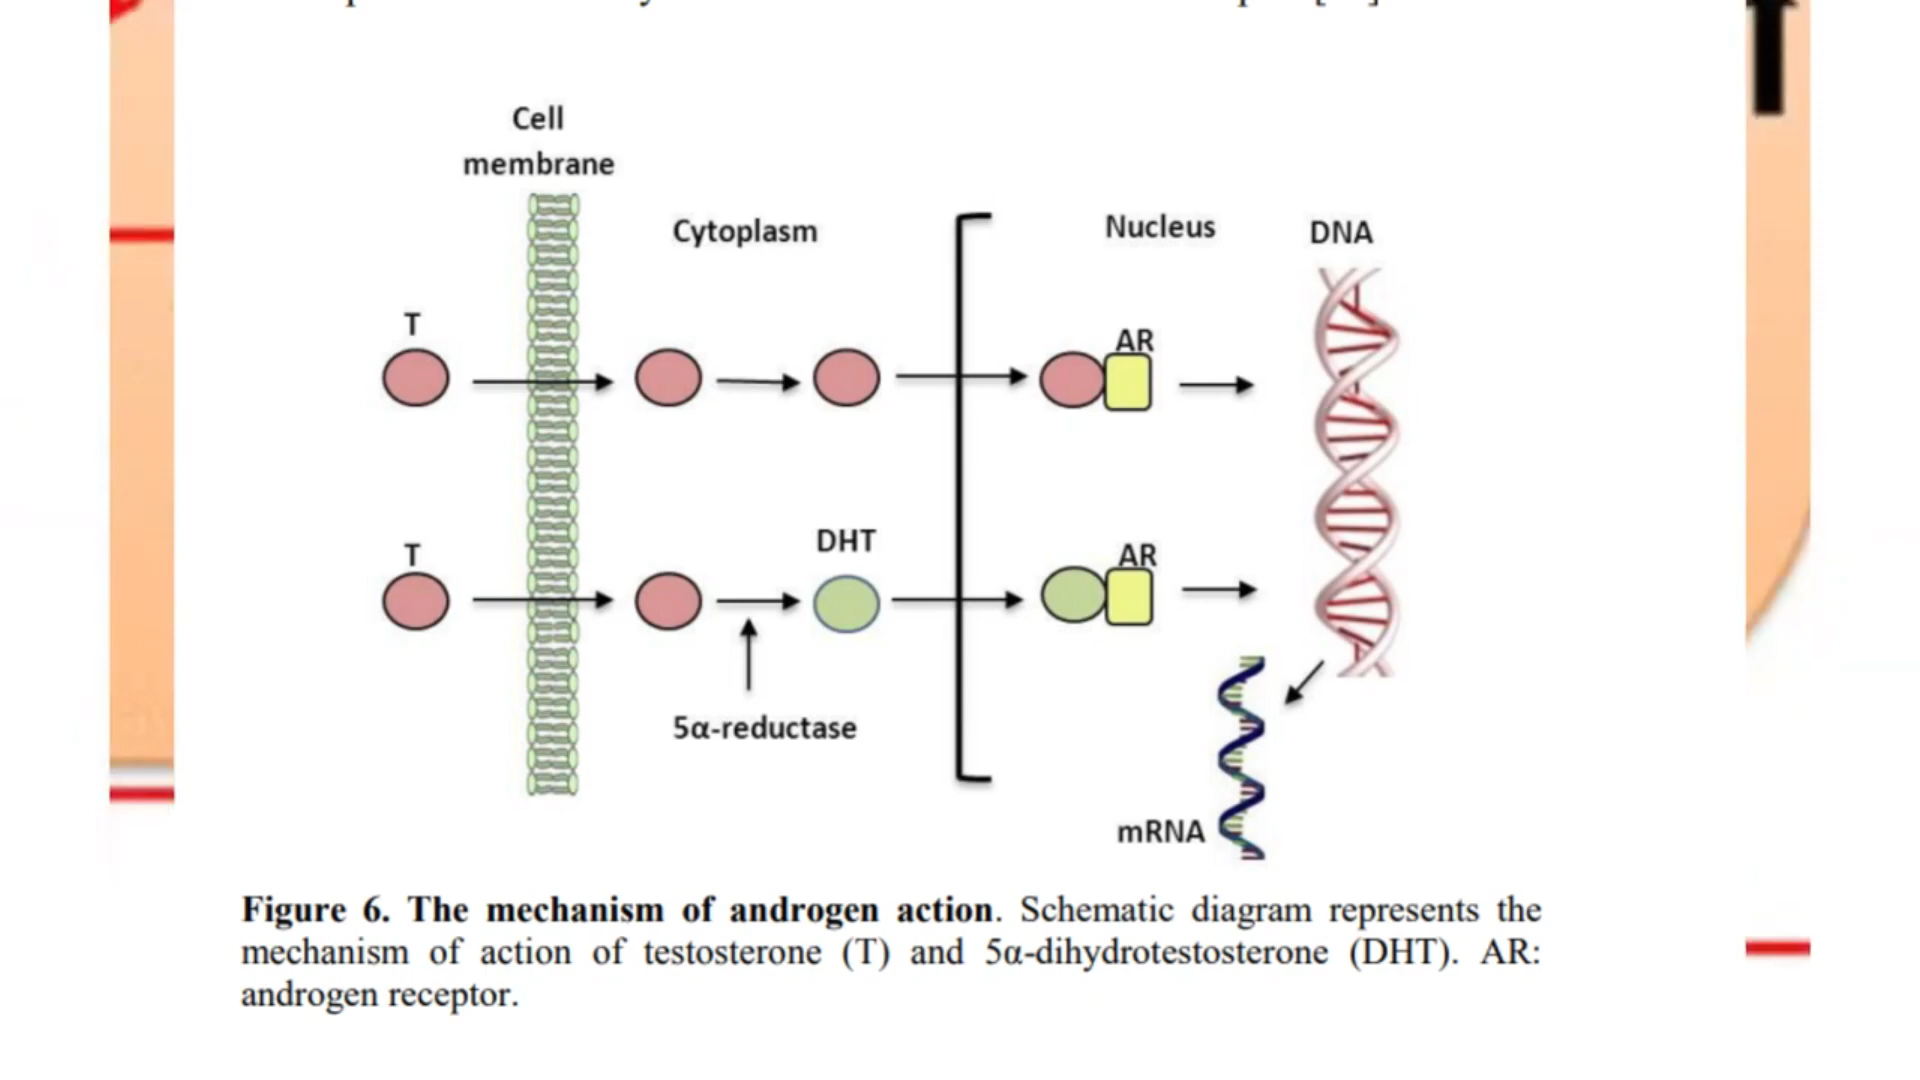 Cell
membrane
Cytoplasm
Nucleus
DNA
T
AR
T
DHT
AR
5α-reductase
mRNA
Figure 6. The mechanism of androgen action. Schematic diagram represents the
mechanism of action of testosterone (T) and 5α-dihydrotestosterone (DHT). AR:
androgen receptor.